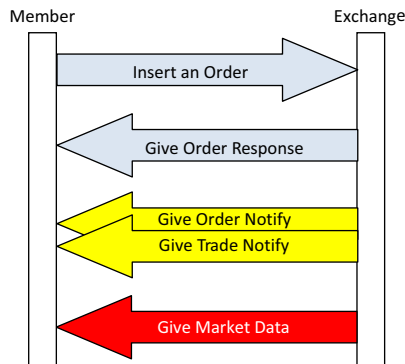 Member
Exchange
Insert an Order
Give Order Response
Give Order Notify
Give Trade Notify
Give Market Data